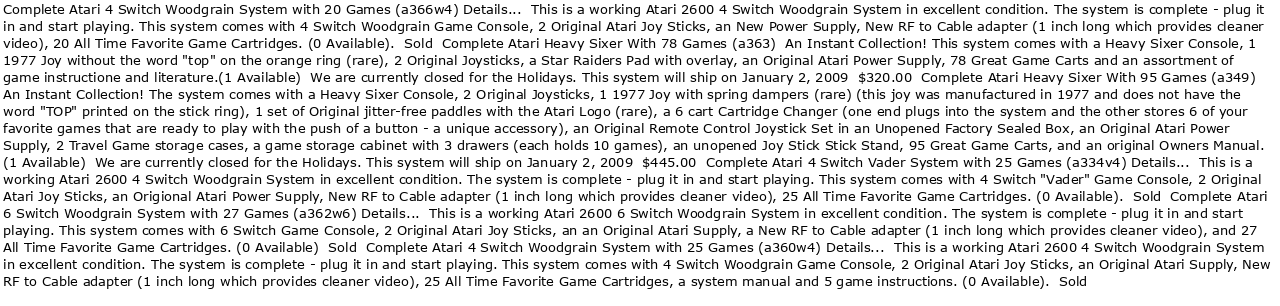 Complete Atari 4 Switch Woodgrain System with 20 Games (a366w4) Details...  This is a working Atari 2600 4 Switch Woodgrain System in excellent condition. The system is complete - plug it
in and start playing. This system comes with 4 Switch Woodgrain Game Console, 2 Original Atari Joy Sticks, an New Power Supply, New RF to Cable adapter (1 inch long which provides cleaner
video), 20 All Time Favorite Game Cartridges. (0 Available).  Sold  Complete Atari Heavy Sixer With 78 Games (a363)  An Instant Collection! This system comes with a Heavy Sixer Console, 1
1977 Joy without the word "top" on the orange ring (rare), 2 Original Joysticks, a Star Raiders Pad with overlay, an Original Atari Power Supply, 78 Great Game Carts and an assortment of
game instructione and literature.(1 Available)  We are currently closed for the Holidays. This system will ship on January 2, 2009  $320.00  Complete Atari Heavy Sixer With 95 Games (a349)
An Instant Collection! The system comes with a Heavy Sixer Console, 2 Original Joysticks, 1 1977 Joy with spring dampers (rare) (this joy was manufactured in 1977 and does not have the
word "TOP" printed on the stick ring), 1 set of Original jitter-free paddles with the Atari Logo (rare), a 6 cart Cartridge Changer (one end plugs into the system and the other stores 6 of your
favorite games that are ready to play with the push of a button - a unique accessory), an Original Remote Control Joystick Set in an Unopened Factory Sealed Box, an Original Atari Power
Supply, 2 Travel Game storage cases, a game storage cabinet with 3 drawers (each holds 10 games), an unopened Joy Stick Stick Stand, 95 Great Game Carts, and an original Owners Manual.
(1 Available)  We are currently closed for the Holidays. This system will ship on January 2, 2009  $445.00  Complete Atari 4 Switch Vader System with 25 Games (a334v4) Details...  This is a
working Atari 2600 4 Switch Woodgrain System in excellent condition. The system is complete - plug it in and start playing. This system comes with 4 Switch "Vader" Game Console, 2 Original
Atari Joy Sticks, an Origional Atari Power Supply, New RF to Cable adapter (1 inch long which provides cleaner video), 25 All Time Favorite Game Cartridges. (0 Available).  Sold  Complete Atari
6 Switch Woodgrain System with 27 Games (a362w6) Details...  This is a working Atari 2600 6 Switch Woodgrain System in excellent condition. The system is complete - plug it in and start
playing. This system comes with 6 Switch Game Console, 2 Original Atari Joy Sticks, an an Original Atari Supply, a New RF to Cable adapter (1 inch long which provides cleaner video), and 27
All Time Favorite Game Cartridges. (0 Available)  Sold  Complete Atari 4 Switch Woodgrain System with 25 Games (a360w4) Details...  This is a working Atari 2600 4 Switch Woodgrain System
in excellent condition. The system is complete - plug it in and start playing. This system comes with 4 Switch Woodgrain Game Console, 2 Original Atari Joy Sticks, an Original Atari Supply, New
RF to Cable adapter (1 inch long which provides cleaner video), 25 All Time Favorite Game Cartridges, a system manual and 5 game instructions. (0 Available).  Sold